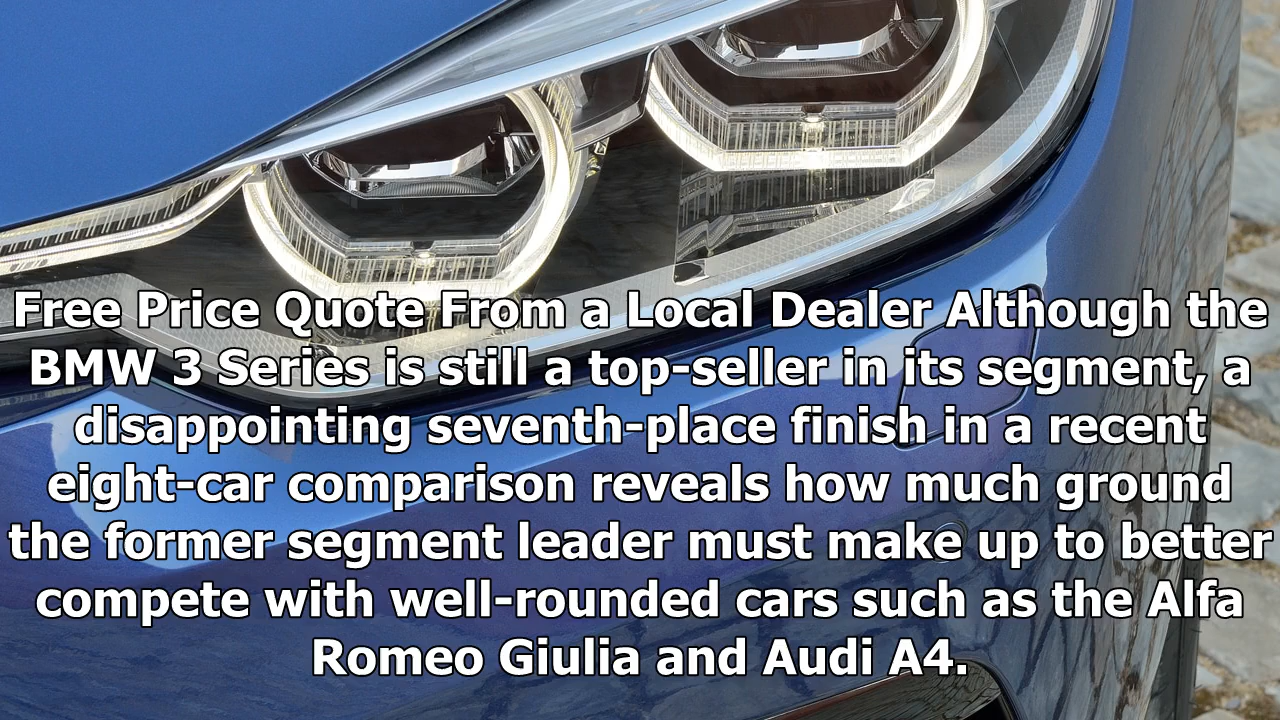 Free Price Quote From a Local Dealer Although the
BMW 3 Series is still a top-seller in its segment, a
disappointing seventh-place finish in a recent
eight-car comparison reveals how much ground
the former segment leader must make up to better
compete with well-rounded cars such as the Alfa
Romeo Giulia and Audi A4.